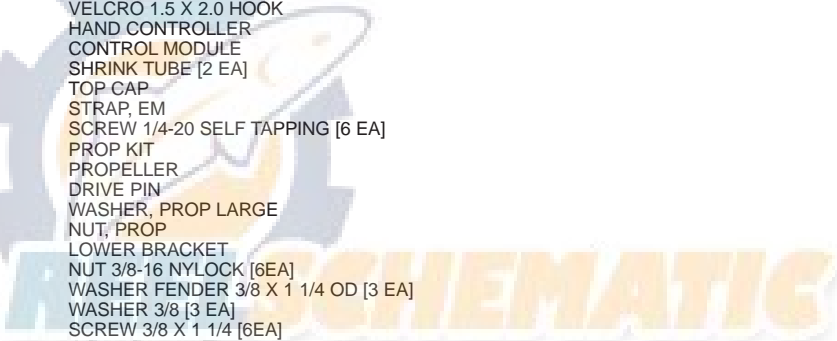 VELCRO 1.5 X 2.0 HOOK
HAND CONTROLLER
CONTROL MODULE
SHRINK TUBE [2 EA]
TOP CAP
STRAP, EM
SCREW 1/4-20 SELF TAPPING [6 EA]
PROP KIT
PROPELLER
DRIVE PIN
WASHER, PROP LARGE
NUT, PROP
LOWER BRACKET
NUT 3/8-16 NYLOCK [6EA]
WASHER FENDER 3/8 X 1 1/4 OD [3 EA]
WASHER 3/8 [3 EA]
SCREW 3/8 X 1 1/4 [6EA]
REELSCHEMATIC